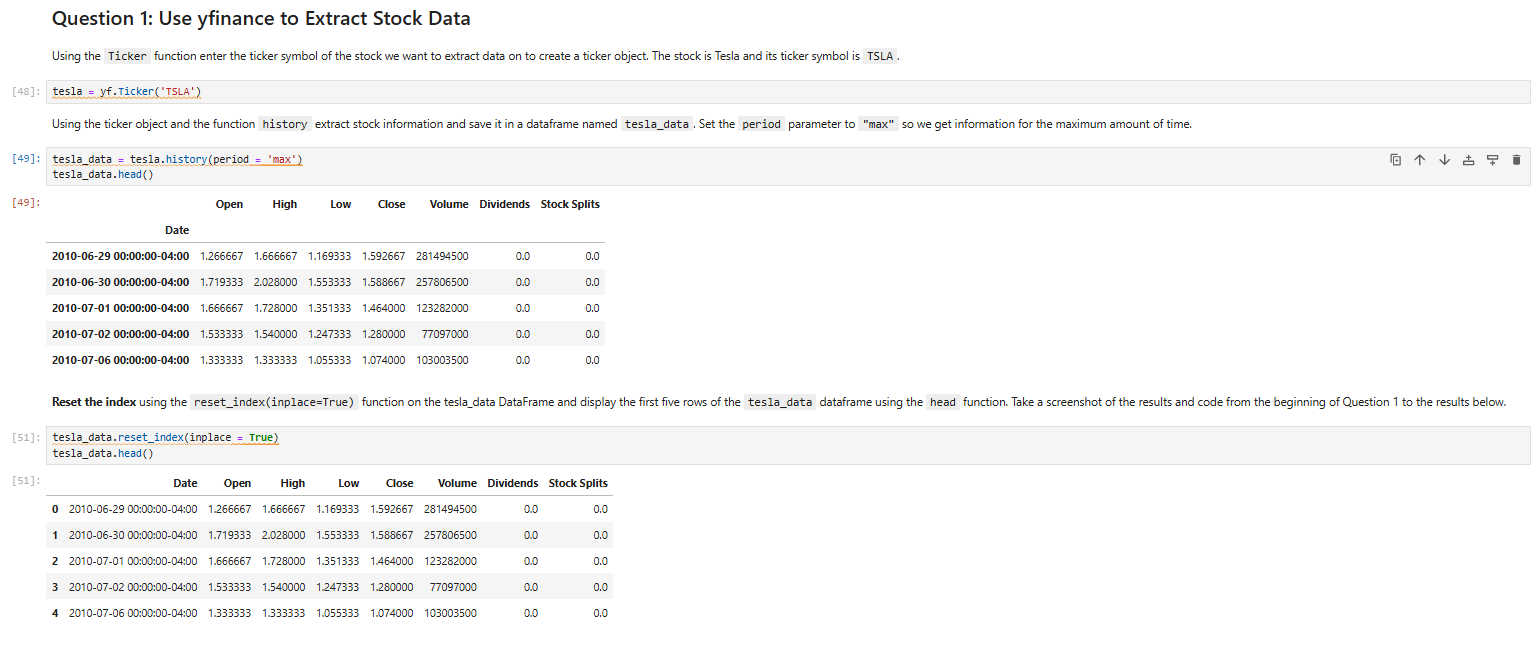 Question 1: Use yfinance to Extract Stock Data
Using the Ticker function enter the ticker symbol of the stock we want to extract data on to create a ticker object. The stock is Tesla and its ticker symbol is TSLA.
[48]: tesla = yf.Ticker('TSLA')
Using the ticker object and the function history extract stock information and save it in a dataframe named tesla_data. Set the period parameter to "max" so we get information for the maximum amount of time.
[49]: tesla_data = tesla.history(period = 'max')
tesla_data.head()
[49]: Open High Low Close Volume Dividends Stock Splits
Date
2010-06-29 00:00:00-04:00 1.266667 1.666667 1.169333 1.592667 281494500 0.0 0.0
2010-06-30 00:00:00-04:00 1.719333 2.028000 1.553333 1.588667 257806500 0.0 0.0
2010-07-01 00:00:00-04:00 1.666667 1.728000 1.351333 1.464000 123282000 0.0 0.0
2010-07-02 00:00:00-04:00 1.533333 1.540000 1.247333 1.280000 77097000 0.0 0.0
2010-07-06 00:00:00-04:00 1.333333 1.333333 1.055333 1.074000 103003500 0.0 0.0
Reset the index using the reset_index(inplace=True) function on the tesla_data DataFrame and display the first five rows of the tesla_data dataframe using the head function. Take a screenshot of the results and code from the beginning of Question 1 to the results below.
[51]: tesla_data.reset_index(inplace = True)
tesla_data.head()
[51]: Date Open High Low Close Volume Dividends Stock Splits
0 2010-06-29 00:00:00-04:00 1.266667 1.666667 1.169333 1.592667 281494500 0.0 0.0
1 2010-06-30 00:00:00-04:00 1.719333 2.028000 1.553333 1.588667 257806500 0.0 0.0
2 2010-07-01 00:00:00-04:00 1.666667 1.728000 1.351333 1.464000 123282000 0.0 0.0
3 2010-07-02 00:00:00-04:00 1.533333 1.540000 1.247333 1.280000 77097000 0.0 0.0
4 2010-07-06 00:00:00-04:00 1.333333 1.333333 1.055333 1.074000 103003500 0.0 0.0